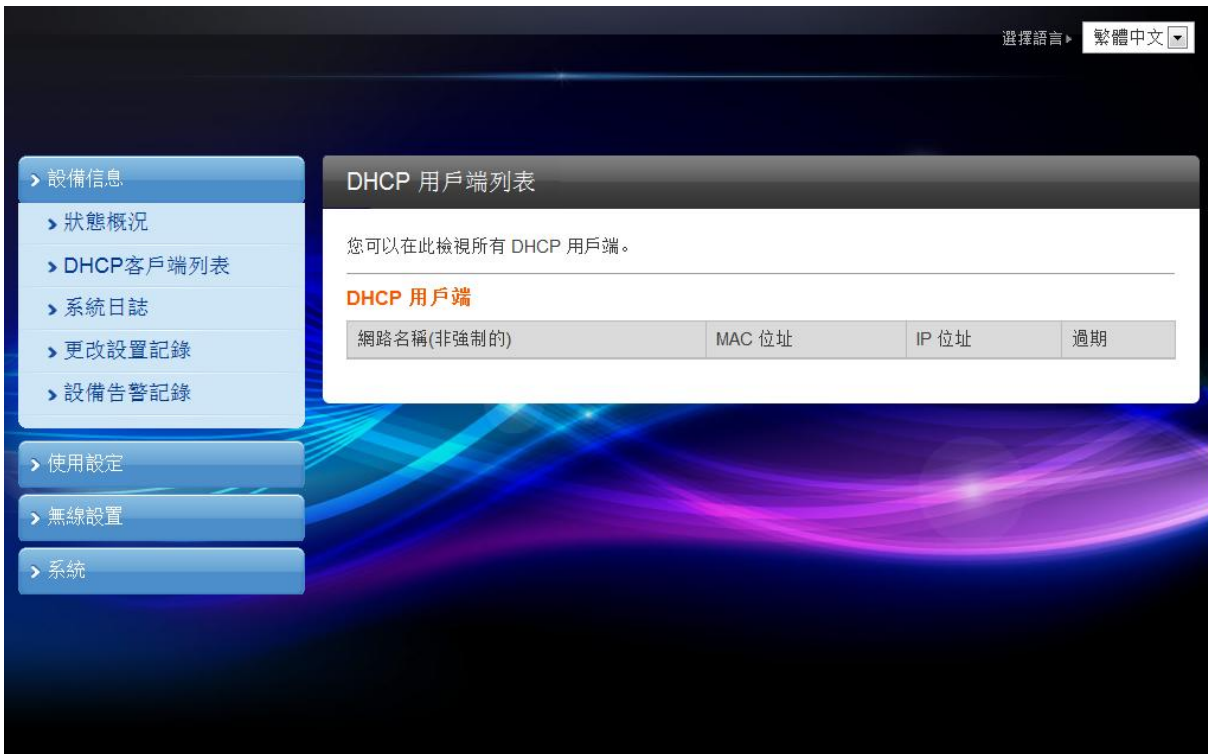 選擇語言
繁體中文
設備信息
狀態概況
DHCP客戶端列表
系統日誌
更改設置記錄
設備告警記錄
使用設定
無線設置
系統
DHCP 用戶端列表
您可以在此檢視所有 DHCP 用戶端。
DHCP 用戶端
網路名稱(非強制的) MAC 位址 IP 位址 過期